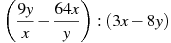 (9y/x − 64x/y) : (3x − 8y)